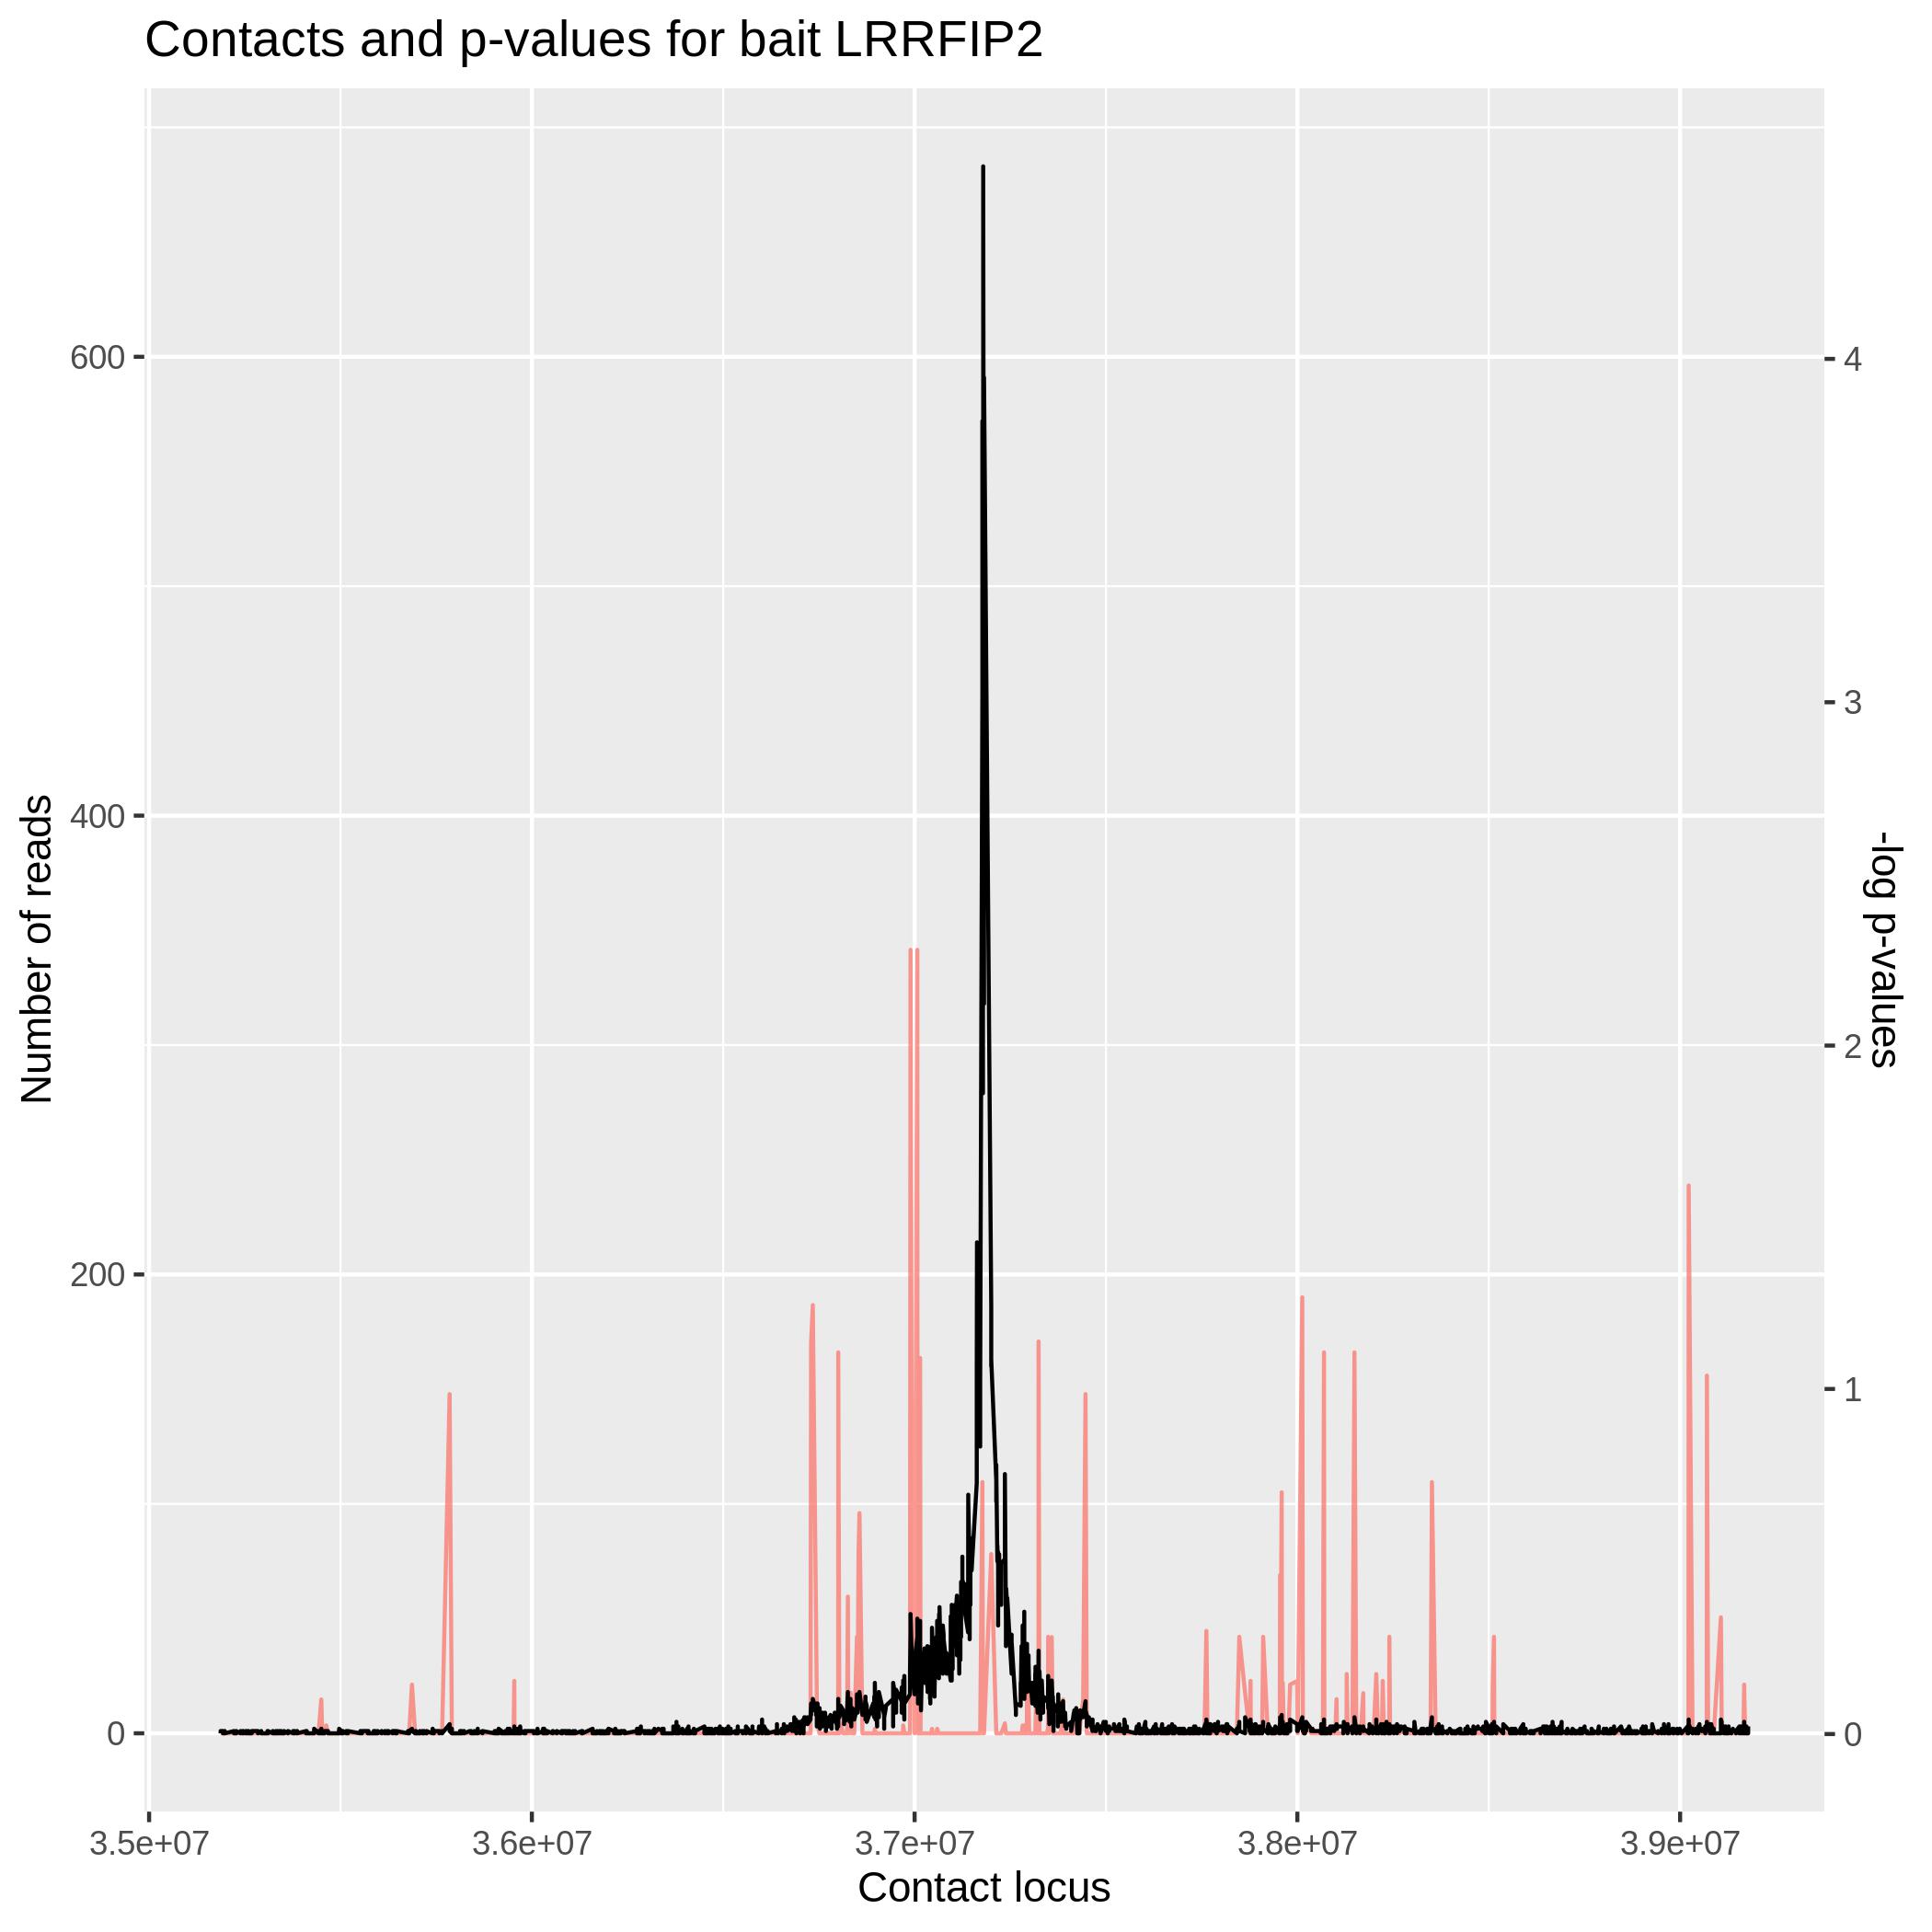 Contacts and p-values for bait LRRFIP2
Number of reads
600
400
200
0
4
3
2
1
0
-log p-values
3.5e+07 3.6e+07 3.7e+07 3.8e+07 3.9e+07
Contact locus